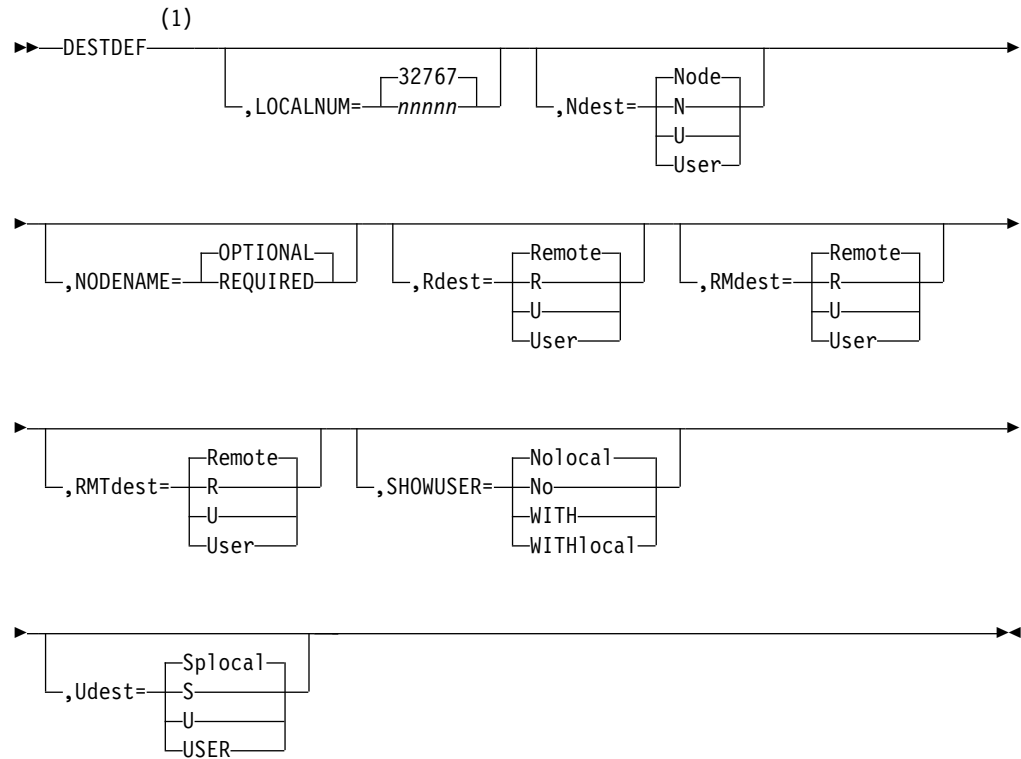 (1)
DESTDEF
,LOCALNUM= 32767
nnnnn
,Ndest= Node
N
U
User
,NODENAME= OPTIONAL
REQUIRED
,Rdest= Remote
R
U
User
,RMdest= Remote
R
U
User
,RMTdest= Remote
R
U
User
,SHOWUSER= Nolocal
No
WITH
WITHlocal
,Udest= Splocal
S
U
USER